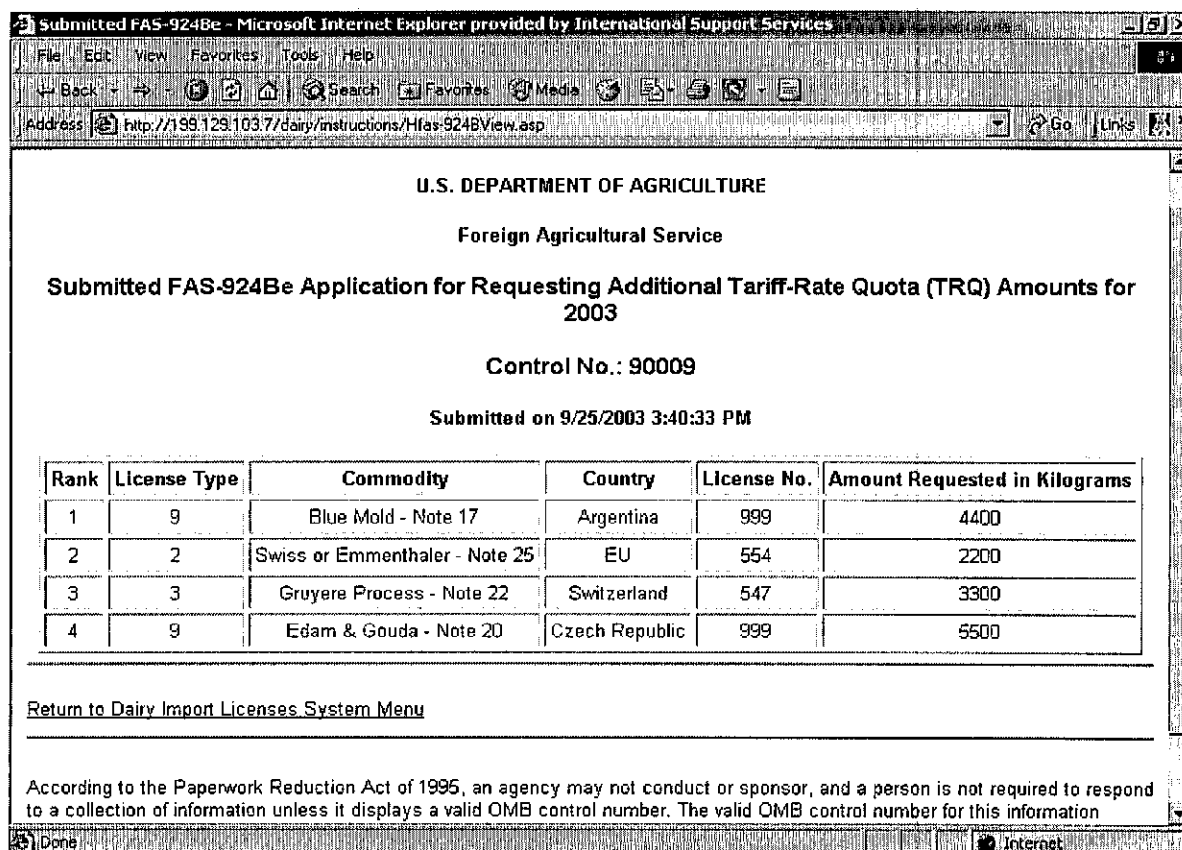 Submitted FAS-924Be - Microsoft Internet Explorer provided by International Support Services
File Edit View Favorites Tools Help
Back Search Favorites Media
Address http://199.129.103.7/dairy/instructions/Hfas-924BView.asp Go Links
U.S. DEPARTMENT OF AGRICULTURE
Foreign Agricultural Service
Submitted FAS-924Be Application for Requesting Additional Tariff-Rate Quota (TRQ) Amounts for
2003
Control No.: 90009
Submitted on 9/25/2003 3:40:33 PM
Rank License Type Commodity Country License No. Amount Requested in Kilograms
1 9 Blue Mold - Note 17 Argentina 999 4400
2 2 Swiss or Emmenthaler - Note 25 EU 554 2200
3 3 Gruyere Process - Note 22 Switzerland 547 3300
4 9 Edam & Gouda - Note 20 Czech Republic 999 5500
Return to Dairy Import Licenses System Menu
According to the Paperwork Reduction Act of 1995, an agency may not conduct or sponsor, and a person is not required to respond
to a collection of information unless it displays a valid OMB control number. The valid OMB control number for this information
Done Internet